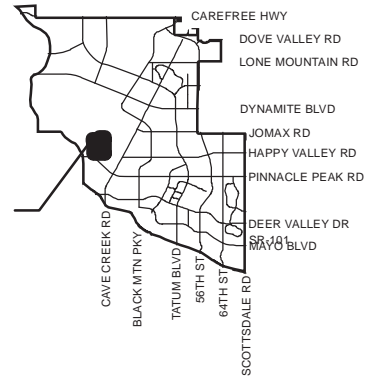 CAREFREE HWY
DOVE VALLEY RD
LONE MOUNTAIN RD
DYNAMITE BLVD
JOMAX RD
HAPPY VALLEY RD
PINNACLE PEAK RD
DEER VALLEY DR
SR-101
MAYO BLVD
CAVE CREEK RD
BLACK MTN PKY
TATUM BLVD
56TH ST
64TH ST
SCOTTSDALE RD